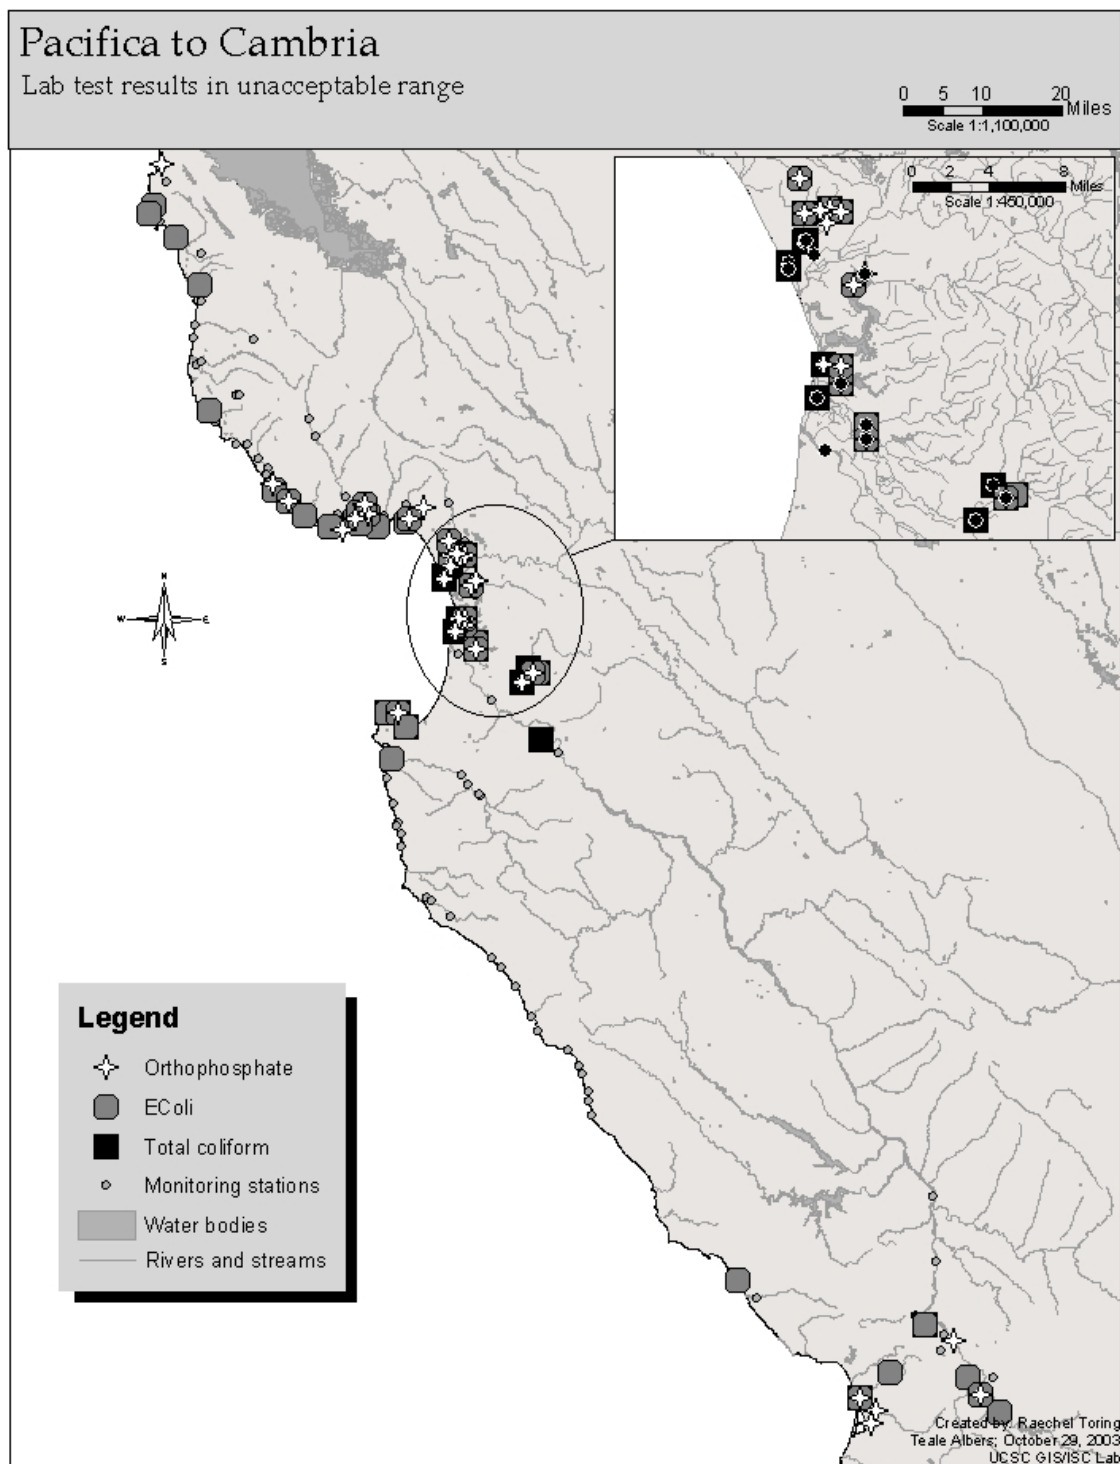 Pacifica to Cambria
Lab test results in unacceptable range
0 5 10 20
Miles
Scale 1:1,100,000
0 2 4 8
Miles
Scale 1:450,000
N
W E
S
Legend
Orthophosphate
EColi
Total coliform
Monitoring stations
Water bodies
Rivers and streams
Created by: Raechel Toring
Teale Albers; October 29, 2003
UCSC GIS/ISC Lab